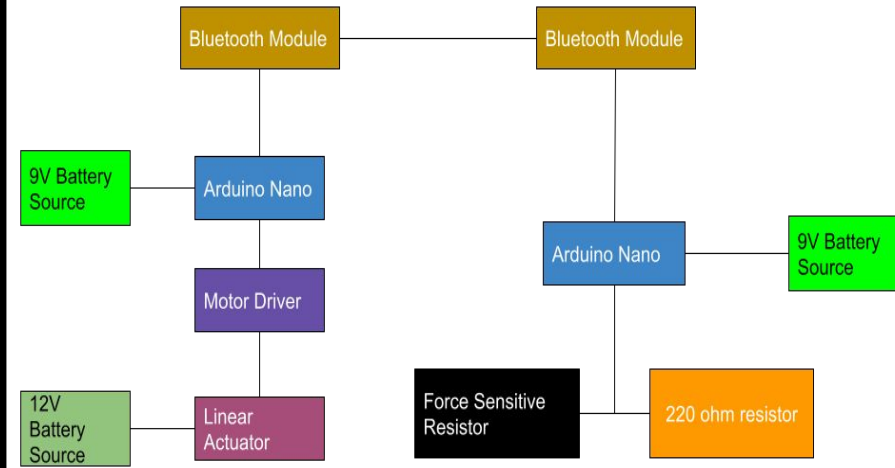 Bluetooth Module
Bluetooth Module
9V Battery
Source
Arduino Nano
Arduino Nano
9V Battery
Source
Motor Driver
12V
Battery
Source
Linear
Actuator
Force Sensitive
Resistor
220 ohm resistor